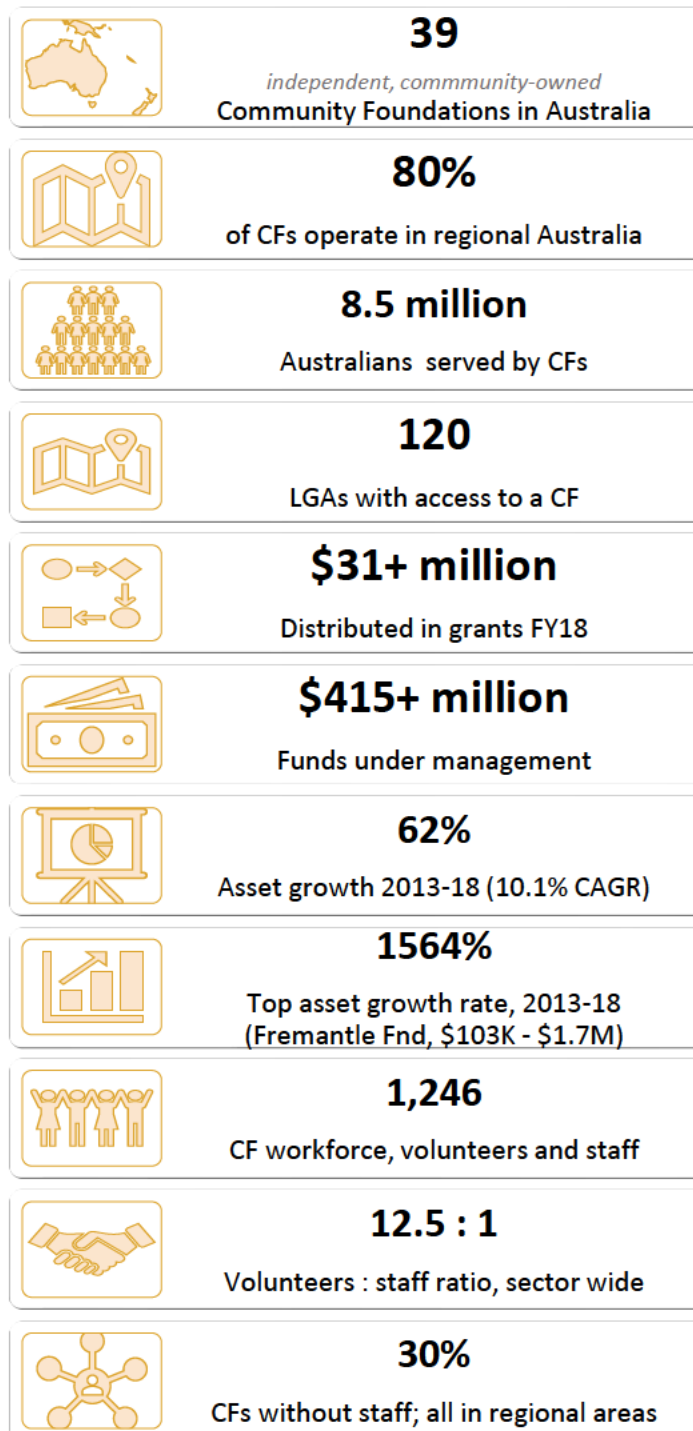 39
independent, commmunity-owned
Community Foundations in Australia
80%
of CFs operate in regional Australia
8.5 million
Australians served by CFs
120
LGAs with access to a CF
$31+ million
Distributed in grants FY18
$415+ million
Funds under management
62%
Asset growth 2013-18 (10.1% CAGR)
1564%
Top asset growth rate, 2013-18
(Fremantle Fnd, $103K - $1.7M)
1,246
CF workforce, volunteers and staff
12.5 : 1
Volunteers : staff ratio, sector wide
30%
CFs without staff; all in regional areas